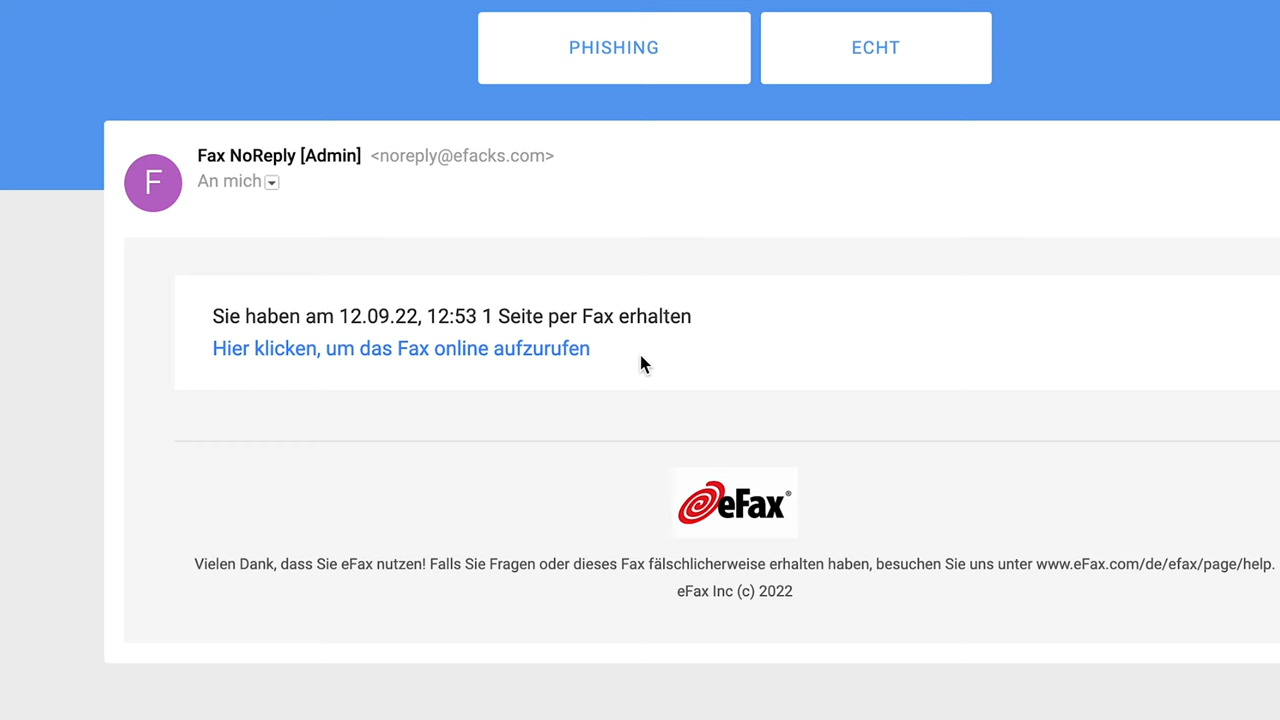 PHISHING ECHT
Fax NoReply [Admin] <noreply@efacks.com>
F
An mich
Sie haben am 12.09.22, 12:53 1 Seite per Fax erhalten
Hier klicken, um das Fax online aufzurufen
eFax®
Vielen Dank, dass Sie eFax nutzen! Falls Sie Fragen oder dieses Fax fälschlicherweise erhalten haben, besuchen Sie uns unter www.eFax.com/de/efax/page/help.
eFax Inc (c) 2022